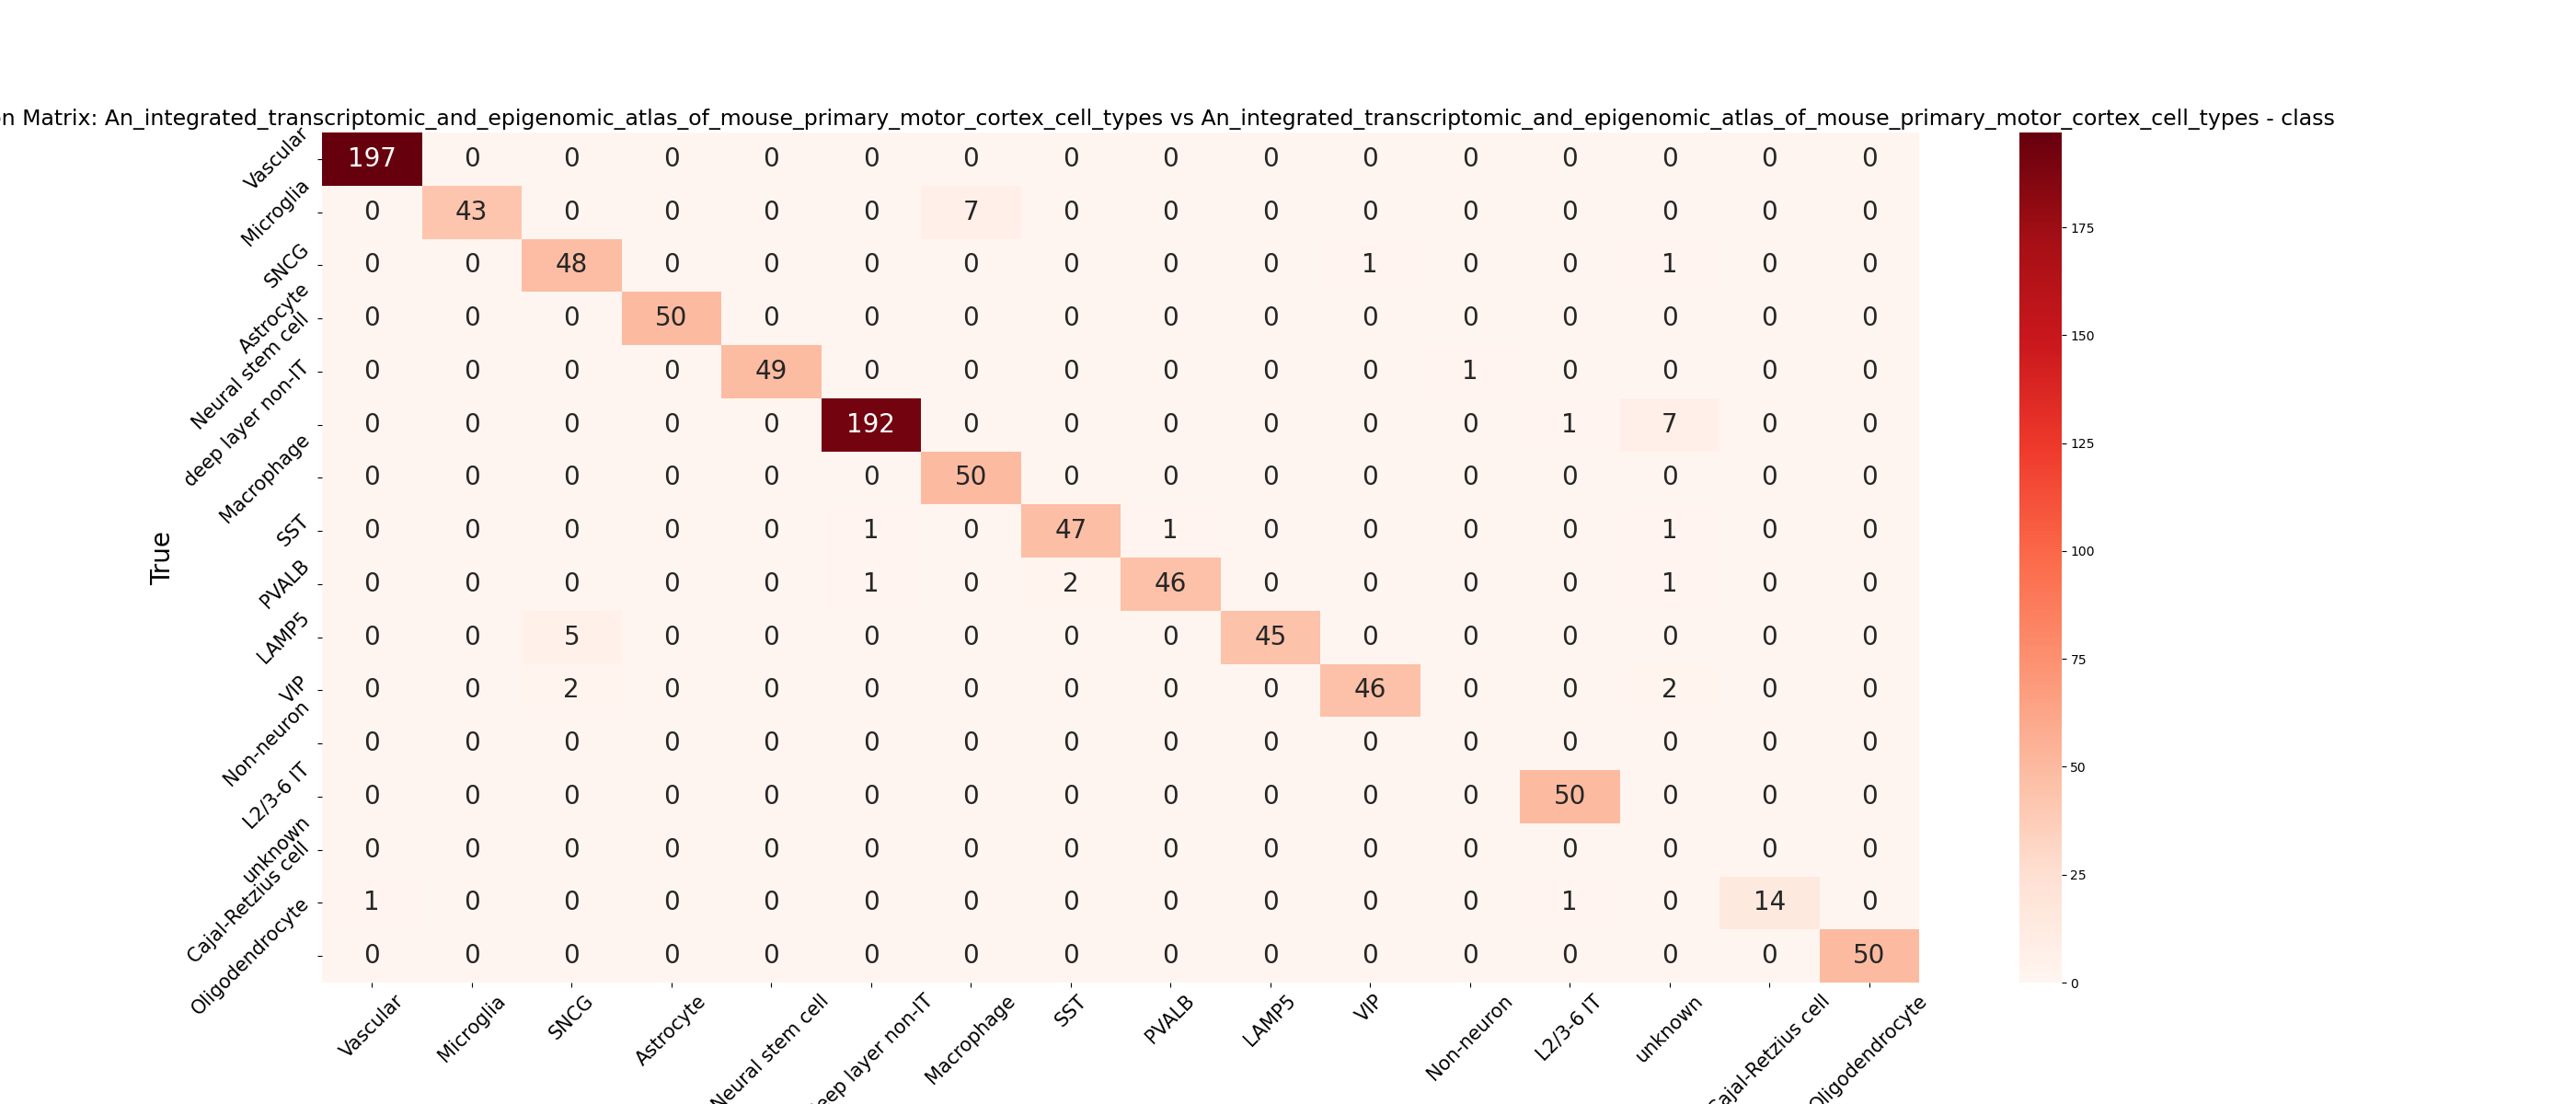 n Matrix: An_integrated_transcriptomic_and_epigenomic_atlas_of_mouse_primary_motor_cortex_cell_types vs An_integrated_transcriptomic_and_epigenomic_atlas_of_mouse_primary_motor_cortex_cell_types - class
Vascular 197 0 0 0 0 0 0 0 0 0 0 0 0 0 0 0
Microglia 0 43 0 0 0 0 7 0 0 0 0 0 0 0 0 0
SNCG 0 0 48 0 0 0 0 0 0 0 1 0 0 1 0 0
Astrocyte 0 0 0 50 0 0 0 0 0 0 0 0 0 0 0 0
Neural stem cell 0 0 0 0 49 0 0 0 0 0 0 1 0 0 0 0
deep layer non-IT 0 0 0 0 0 192 0 0 0 0 0 0 1 7 0 0
Macrophage 0 0 0 0 0 0 50 0 0 0 0 0 0 0 0 0
SST 0 0 0 0 0 1 0 47 1 0 0 0 0 1 0 0
PVALB 0 0 0 0 0 1 0 2 46 0 0 0 0 1 0 0
LAMP5 0 0 5 0 0 0 0 0 0 45 0 0 0 0 0 0
VIP 0 0 2 0 0 0 0 0 0 0 46 0 0 2 0 0
Non-neuron 0 0 0 0 0 0 0 0 0 0 0 0 0 0 0 0
L2/3-6 IT 0 0 0 0 0 0 0 0 0 0 0 0 50 0 0 0
unknown 0 0 0 0 0 0 0 0 0 0 0 0 0 0 0 0
Cajal-Retzius cell 1 0 0 0 0 0 0 0 0 0 0 0 1 0 14 0
Oligodendrocyte 0 0 0 0 0 0 0 0 0 0 0 0 0 0 0 50
True
Vascular
Microglia
SNCG
Astrocyte
Neural stem cell
eep layer non-IT
Macrophage
SST
PVALB
LAMP5
VIP
Non-neuron
L2/3-6 IT
unknown
Cajal-Retzius cell
Oligodendrocyte
175
150
125
100
75
50
25
0